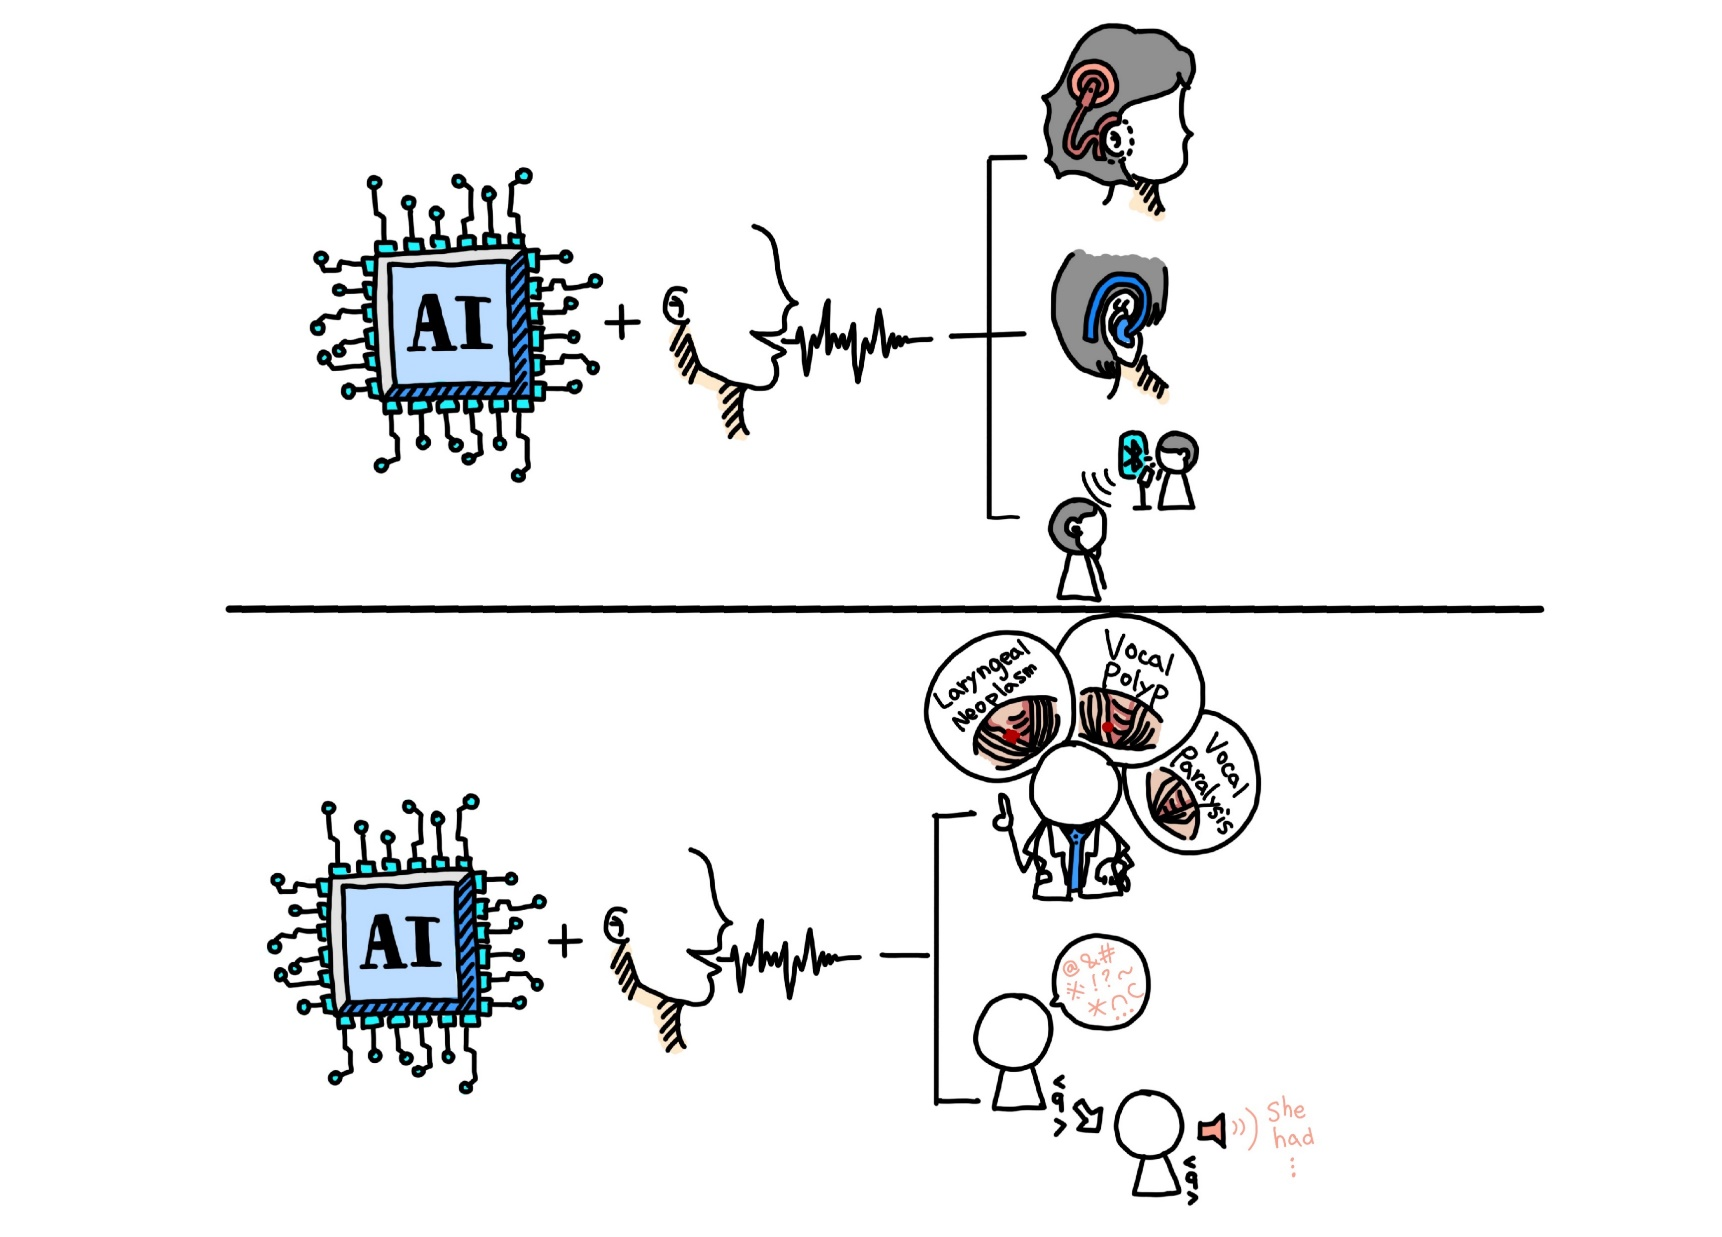 AI
+
Laryngeal
Neoplasm
Vocal
Polyp
Vocal
Paralysis
AI
+
@&#
※!?~
*∩⊂
...
She
had
⋮